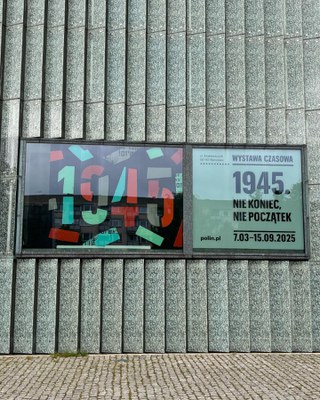 1945
WYSTAWA CZASOWA
1945.
NIE KONIEC,
NIE POCZĄTEK
polin.pl
7.03–15.09.2025